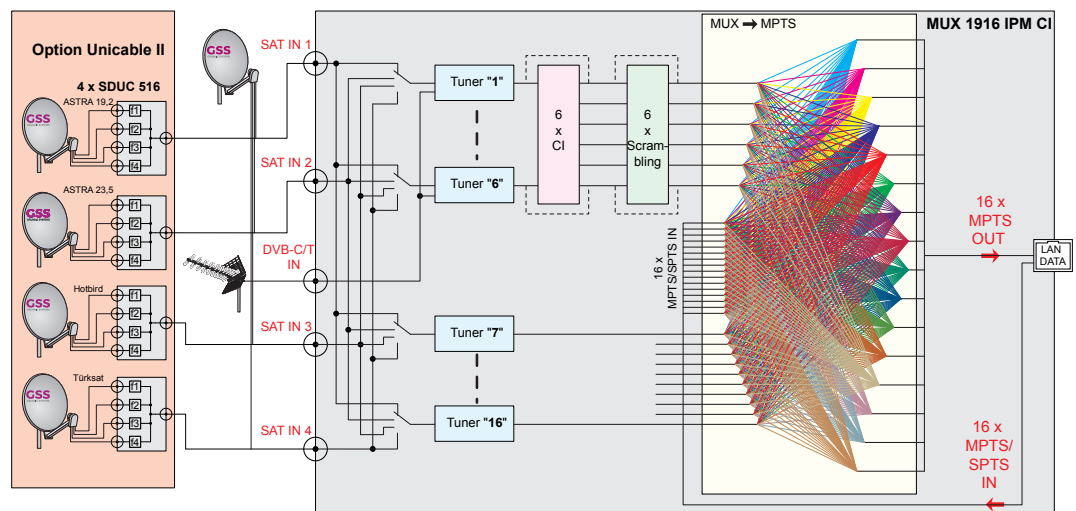 Option Unicable II
4 x SDUC 516
ASTRA 19,2
GSS
f1
f2
f3
f4
ASTRA 23,5
GSS
f1
f2
f3
f4
Hotbird
GSS
f1
f2
f3
f4
Türksat
GSS
f1
f2
f3
f4
GSS
SAT IN 1
SAT IN 2
DVB-C/T
IN
SAT IN 3
SAT IN 4
Tuner "1"
Tuner "6"
Tuner "7"
Tuner "16"
6
x
CI
6
x
Scram-
bling
MUX → MPTS
MUX 1916 IPM CI
16 x
MPTS/SPTS IN
16 x
MPTS
OUT
LAN
DATA
16 x
MPTS/
SPTS
IN